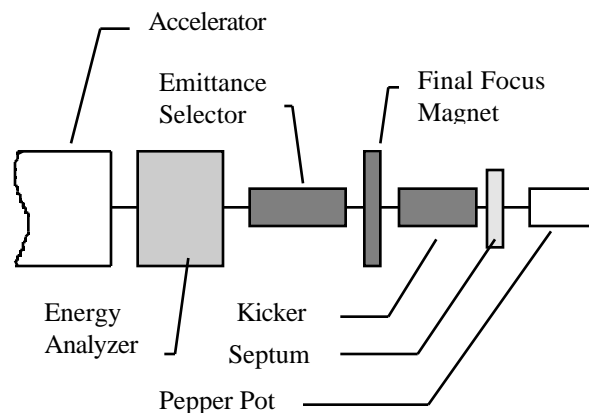 Accelerator
Emittance
Selector
Final Focus
Magnet
Energy
Analyzer
Kicker
Septum
Pepper Pot